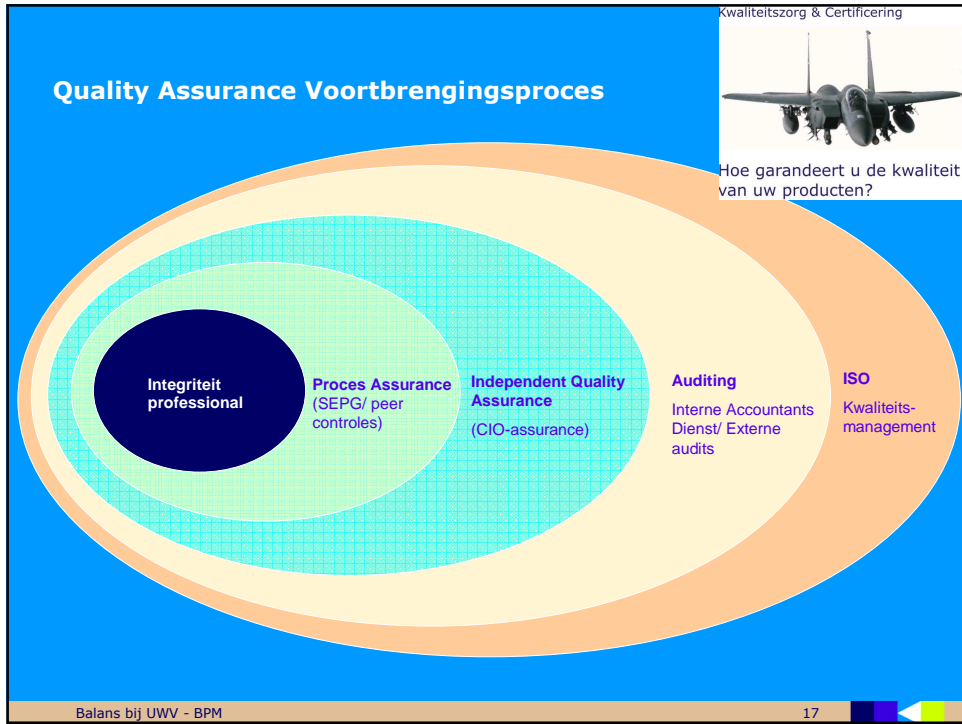 Kwaliteitszorg & Certificering
Quality Assurance Voortbrengingsproces
Hoe garandeert u de kwaliteit
van uw producten?
Integriteit
professional
Proces Assurance
(SEPG/ peer
controles)
Independent Quality
Assurance
(CIO-assurance)
Auditing
Interne Accountants
Dienst/ Externe
audits
ISO
Kwaliteits-
management
Balans bij UWV - BPM
17